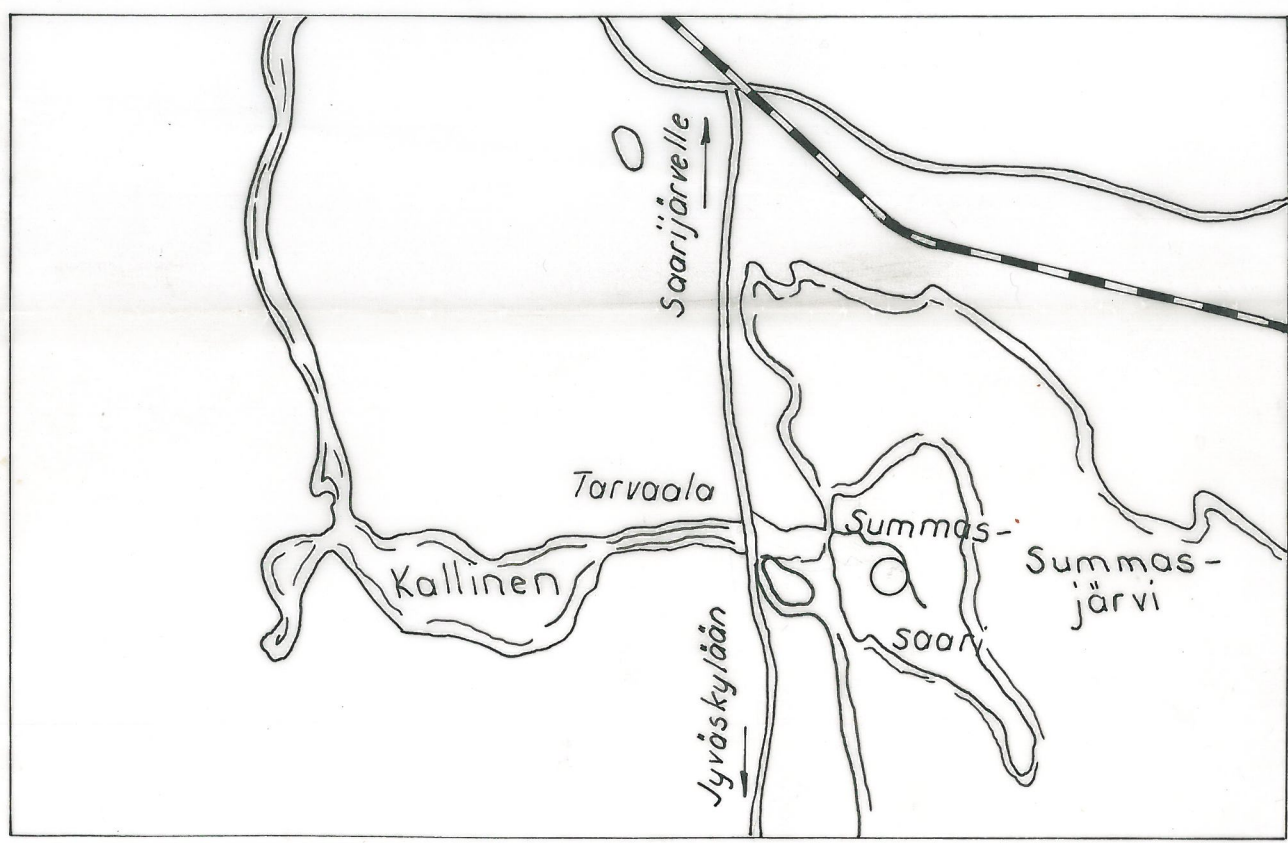 Saarijärvelle
Tarvaala
Summas-
Kallinen
Summas-
järvi
saari
Jyväskylään